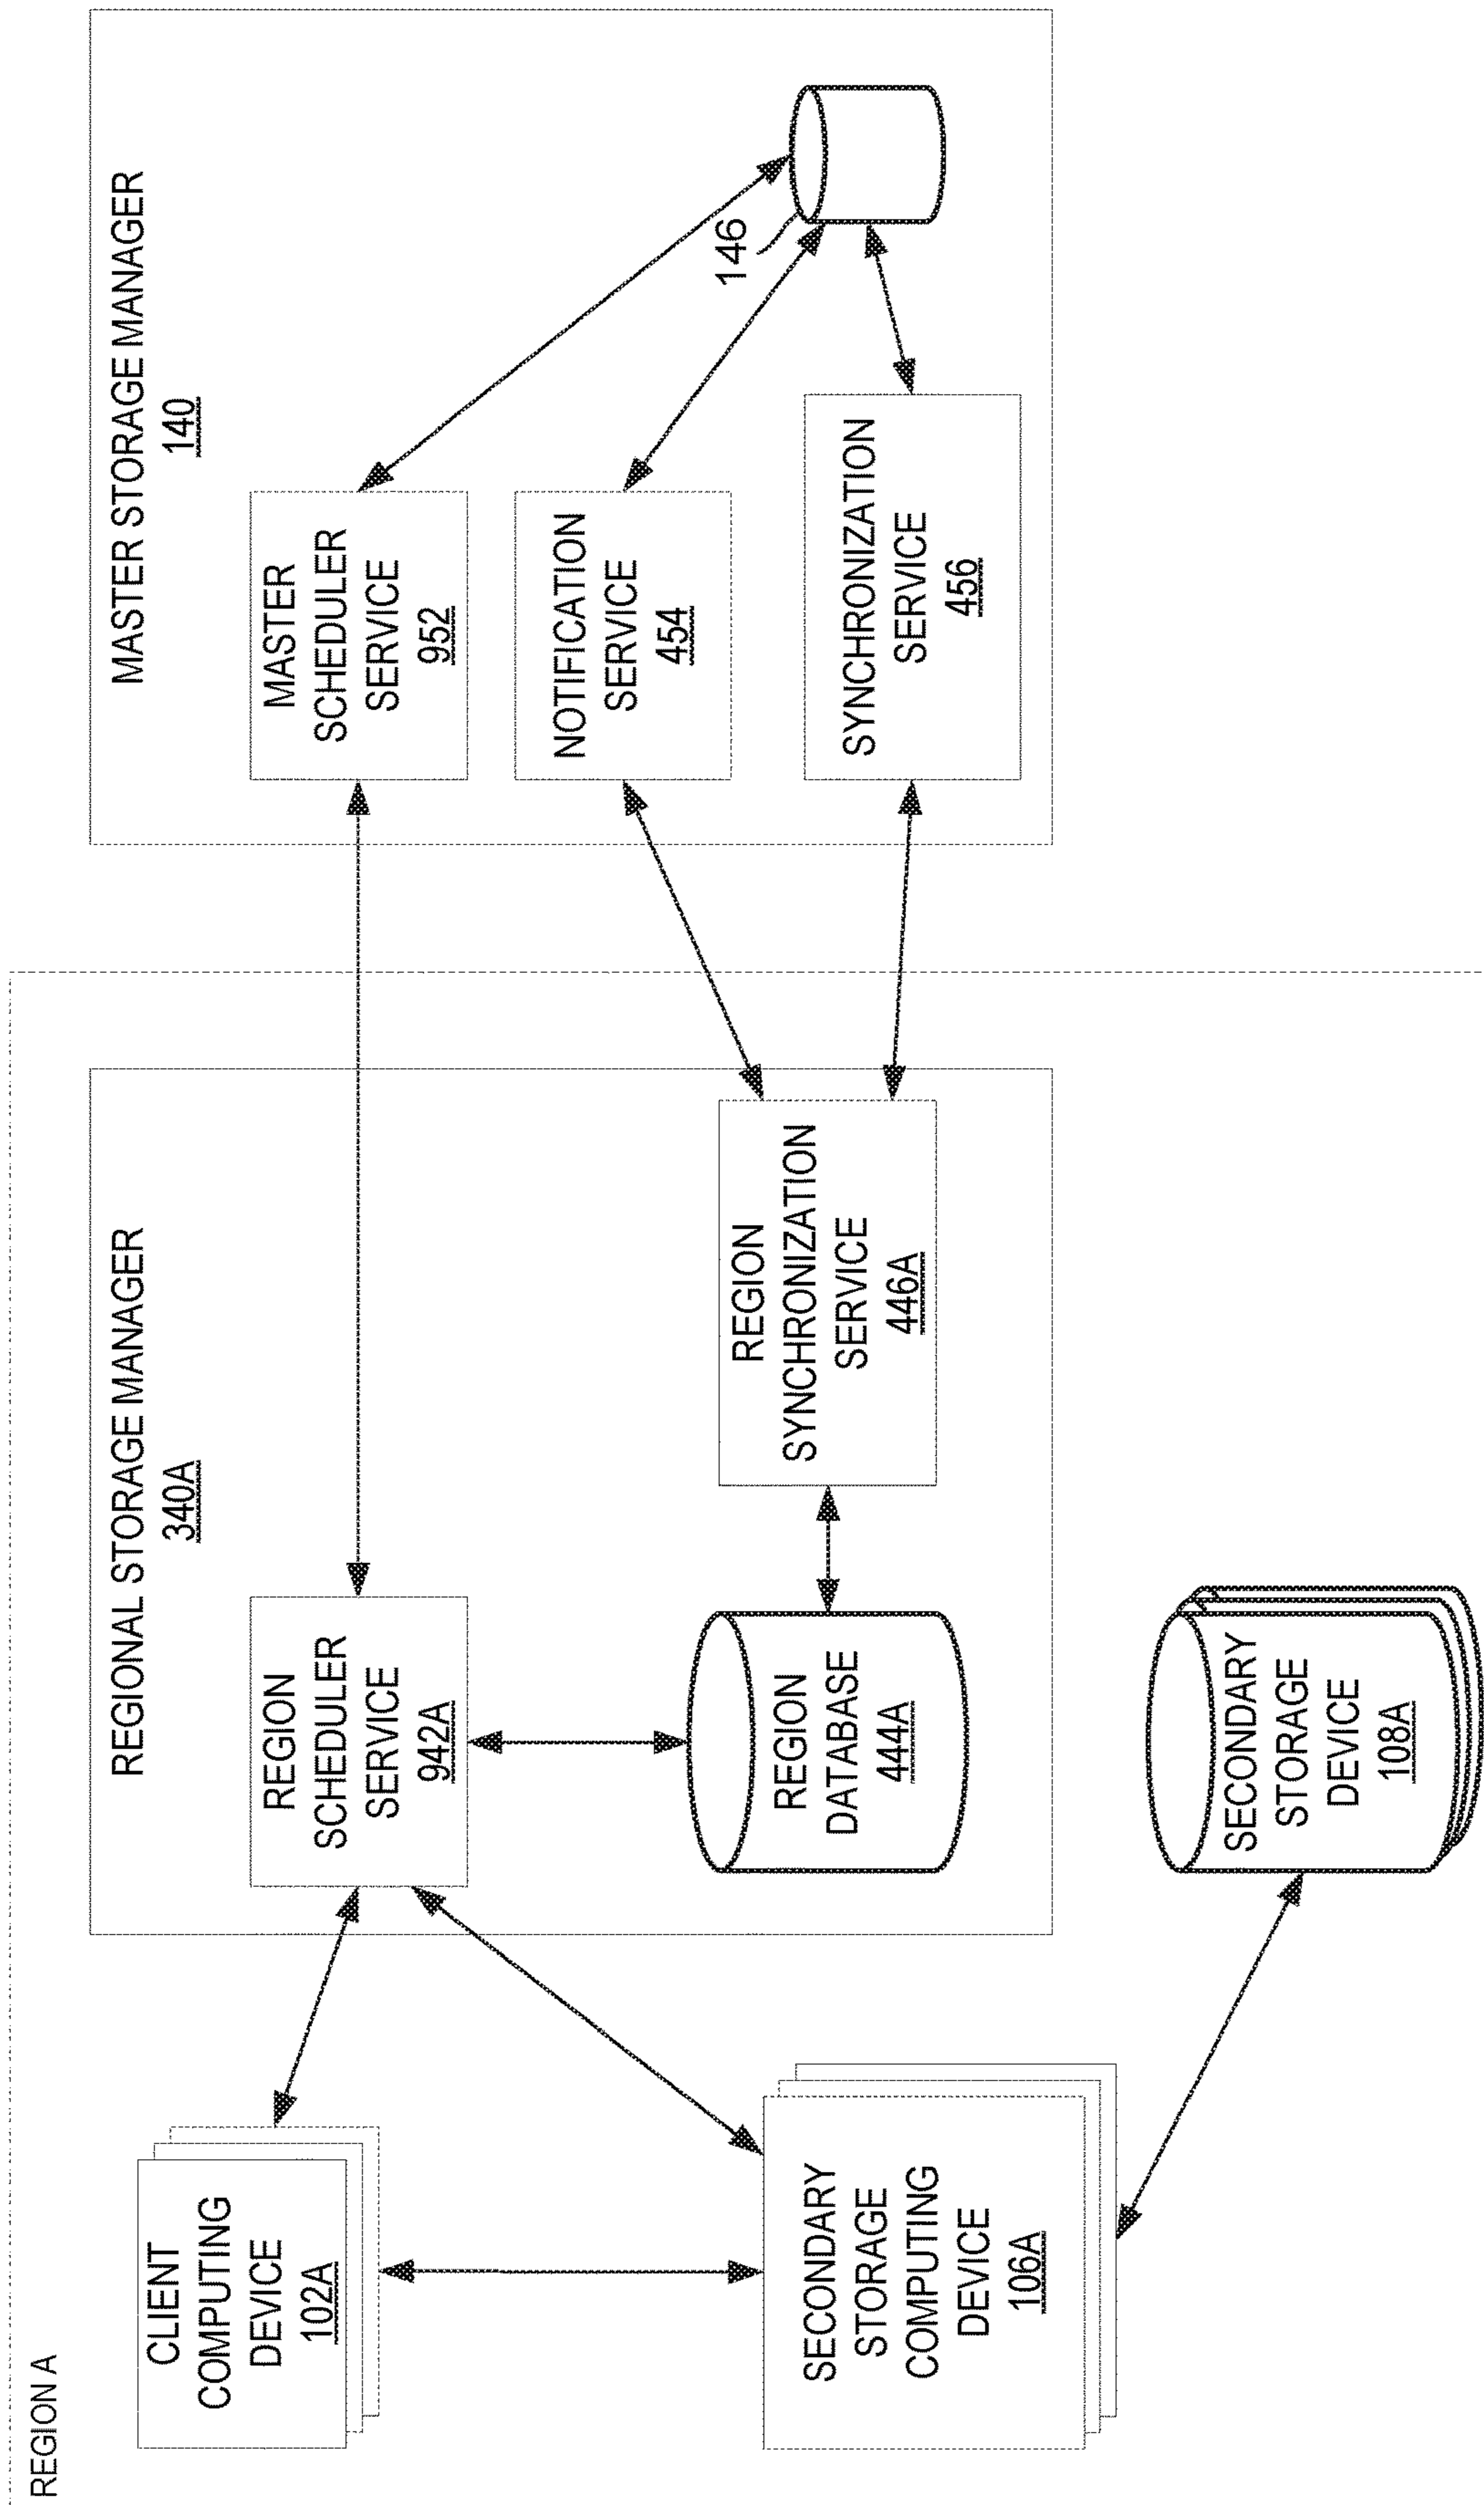 REGION A
CLIENT
COMPUTING
DEVICE
102A
SECONDARY
STORAGE
COMPUTING
DEVICE
106A
REGIONAL STORAGE MANAGER
340A
REGION
SCHEDULER
SERVICE
942A
REGION
DATABASE
444A
REGION
SYNCHRONIZATION
SERVICE
446A
SECONDARY
STORAGE
DEVICE
108A
MASTER STORAGE MANAGER
140
MASTER
SCHEDULER
SERVICE
952
NOTIFICATION
SERVICE
454
SYNCHRONIZATION
SERVICE
456
146